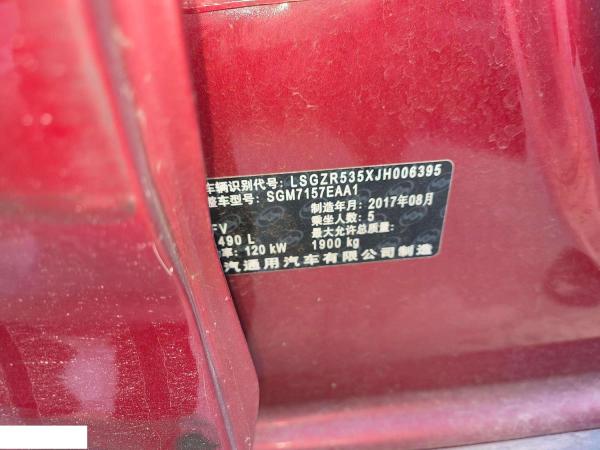 车辆识别代号: LSGZR535XJH006395
整车型号: SGM7157EAA1
制造年月: 2017年08月
FV 乘坐人数: 5
490 L 最大允许总质量:
率: 120 kW 1900 kg
汽通用汽车有限公司制造